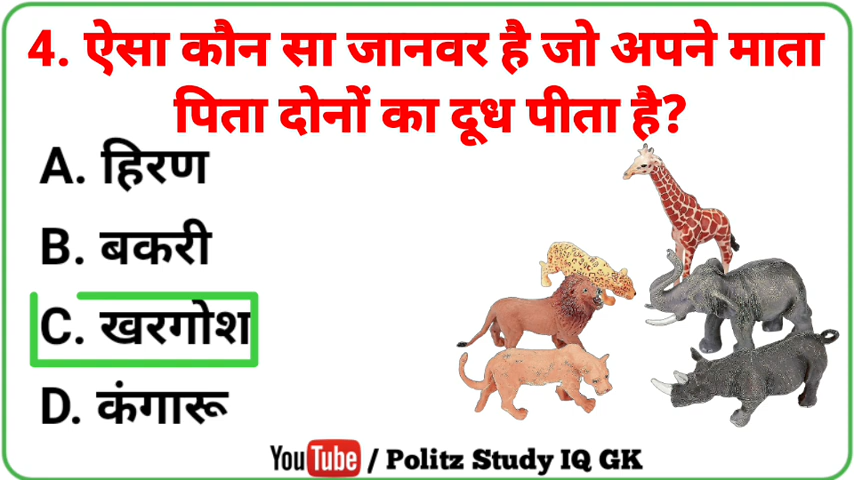 4. ऐसा कौन सा जानवर है जो अपने माता
पिता दोनों का दूध पीता है?
A. हिरण
B. बकरी
C. खरगोश
D. कंगारू
YouTube / Politz Study IQ GK